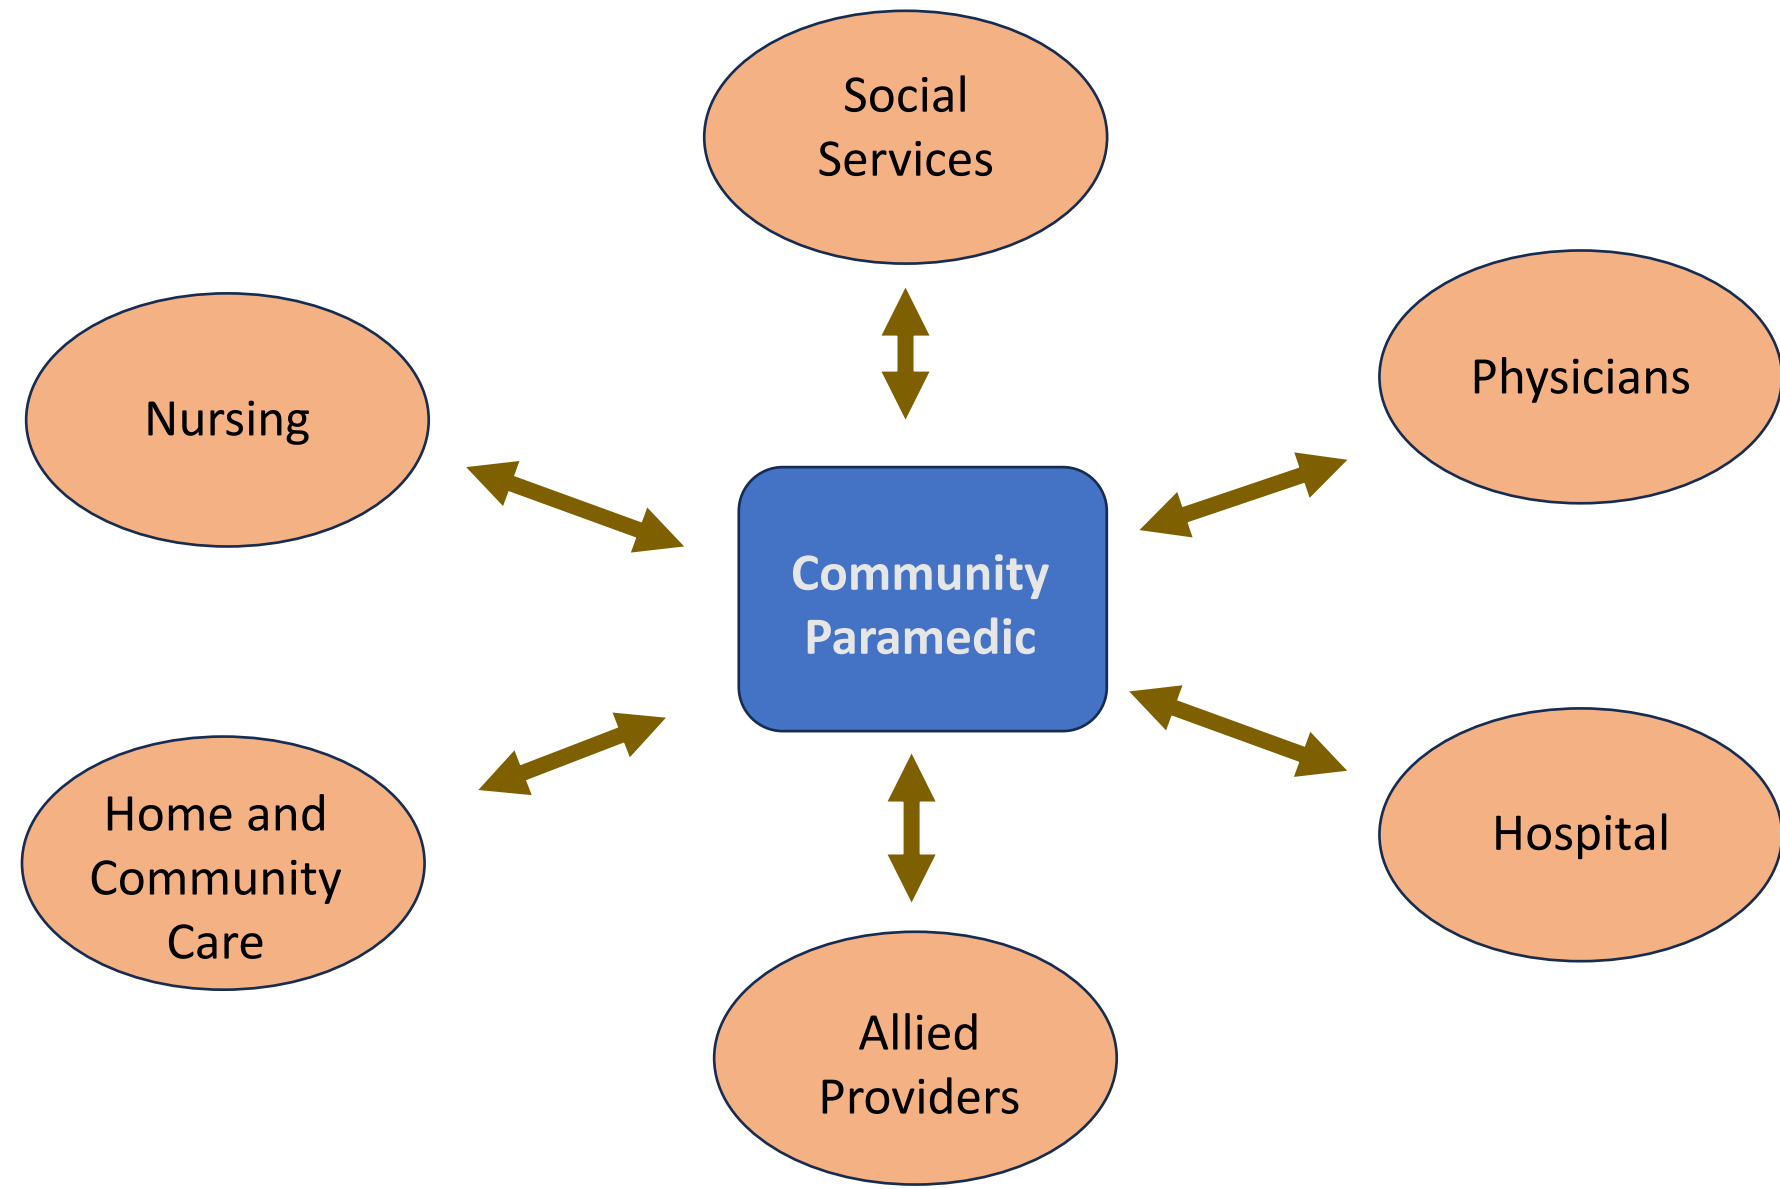 Social
Services
Physicians
Nursing
Community
Paramedic
Home and
Community
Care
Hospital
Allied
Providers